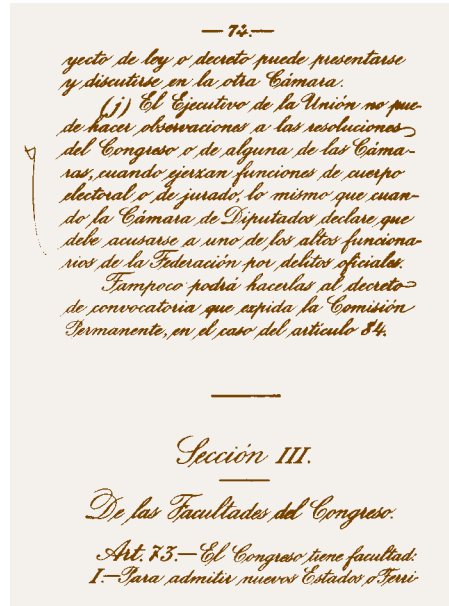 — 72. —
yecto de ley o decreto puede presentarse
y discutirse en la otra Cámara.
(j) El Ejecutivo de la Unión no pue-
de hacer observaciones a las resoluciones
del Congreso o de alguna de las Cáma-
ras, cuando ejerzan funciones de cuerpo
electoral o de jurado, lo mismo que cuan-
do la Cámara de Diputados declare que
debe acusarse a uno de los altos funciona-
rios de la Federación por delitos oficiales.
Tampoco podrá hacerlas al decreto
de convocatoria que expida la Comisión
Permanente, en el caso del artículo 84.
Sección III.
De las Facultades del Congreso.
Art. 73.—El Congreso tiene facultad:
I.—Para admitir nuevos Estados o Terri-